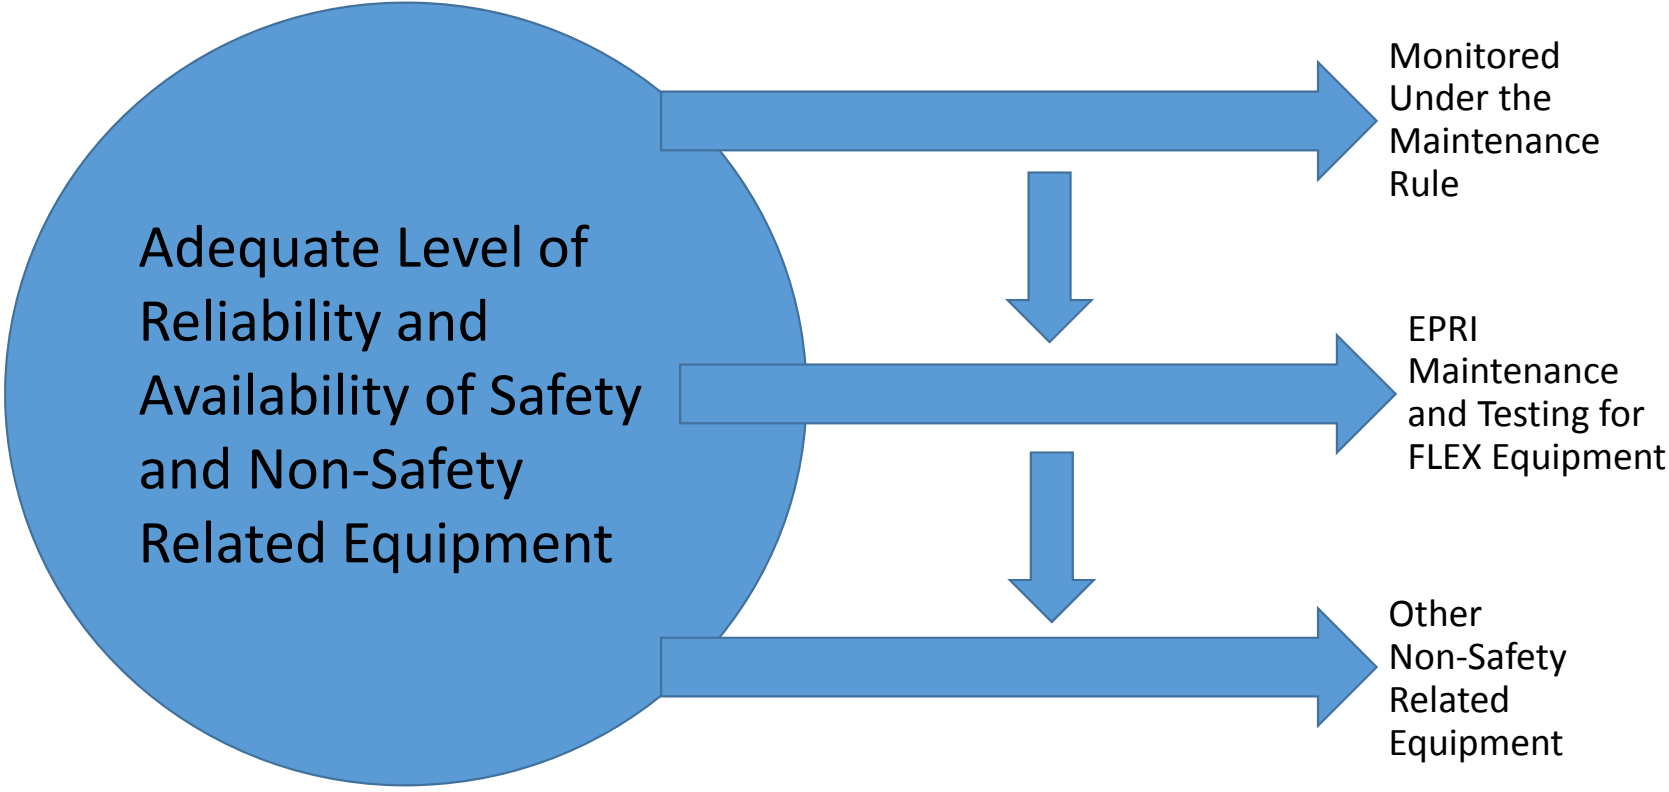 Adequate Level of
Reliability and
Availability of Safety
and Non-Safety
Related Equipment
Monitored
Under the
Maintenance
Rule
EPRI
Maintenance
and Testing for
FLEX Equipment
Other
Non-Safety
Related
Equipment